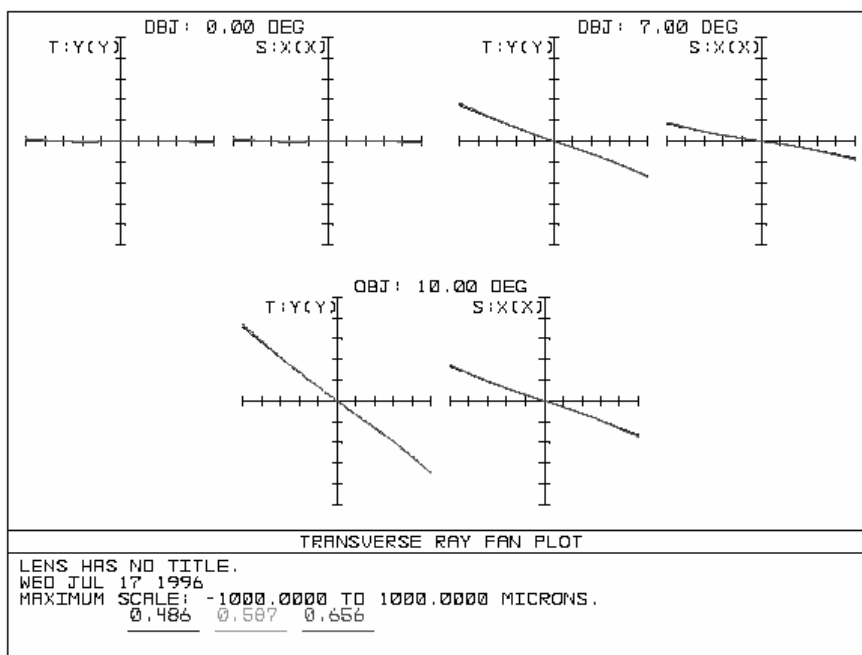 OBJ: 0.00 DEG
T:Y(Y) S:X(X)
OBJ: 7.00 DEG
T:Y(Y) S:X(X)
OBJ: 10.00 DEG
T:Y(Y) S:X(X)
TRANSVERSE RAY FAN PLOT
LENS HAS NO TITLE.
WED JUL 17 1996
MAXIMUM SCALE: -1000.0000 TO 1000.0000 MICRONS.
0.486 0.587 0.656